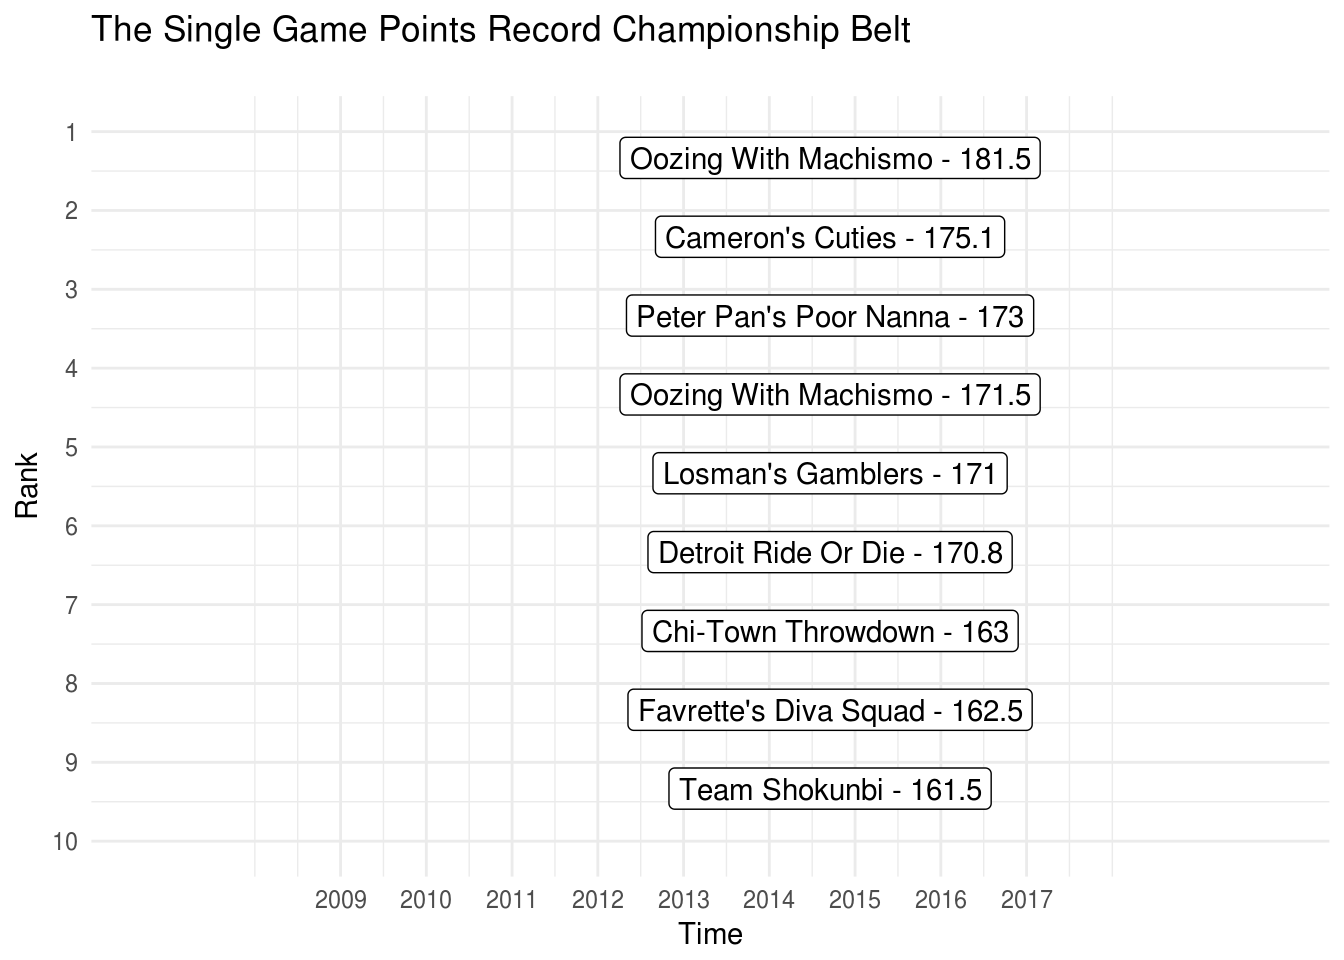 The Single Game Points Record Championship Belt
1
Oozing With Machismo - 181.5
2
Cameron's Cuties - 175.1
3
Peter Pan's Poor Nanna - 173
4
Oozing With Machismo - 171.5
5
Losman's Gamblers - 171
Rank
6
Detroit Ride Or Die - 170.8
7
Chi-Town Throwdown - 163
8
Favrette's Diva Squad - 162.5
9
Team Shokunbi - 161.5
10
2009 2010 2011 2012 2013 2014 2015 2016 2017
Time